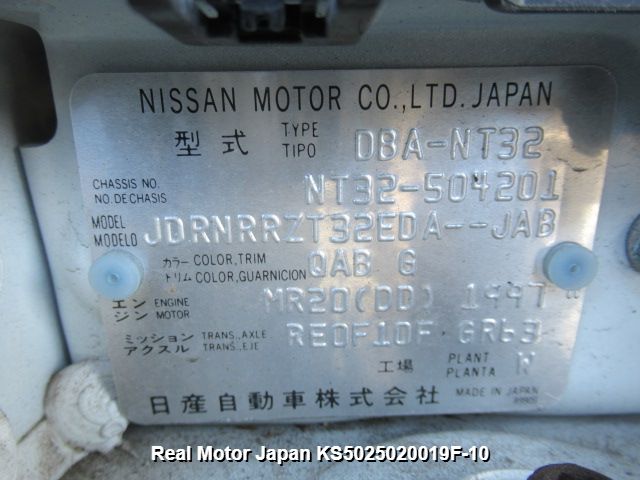 NISSAN MOTOR CO.,LTD. JAPAN
型式 TYPE TIPO DBA-NT32
CHASSIS NO. NO. DE CHASIS NT32-504201
MODEL MODELO JDRNRRZT32EDA--JAB
カラー トリム COLOR, TRIM COLOR, GUARNICION QAB G
エンジン ENGINE MOTOR MR20(DD) 1997 cc
ミッション アクスル TRANS., AXLE TRANS., EJE RE0F10F GR63
工場 PLANT PLANTA W
日産自動車株式会社 MADE IN JAPAN
Real Motor Japan KS5025020019F-10